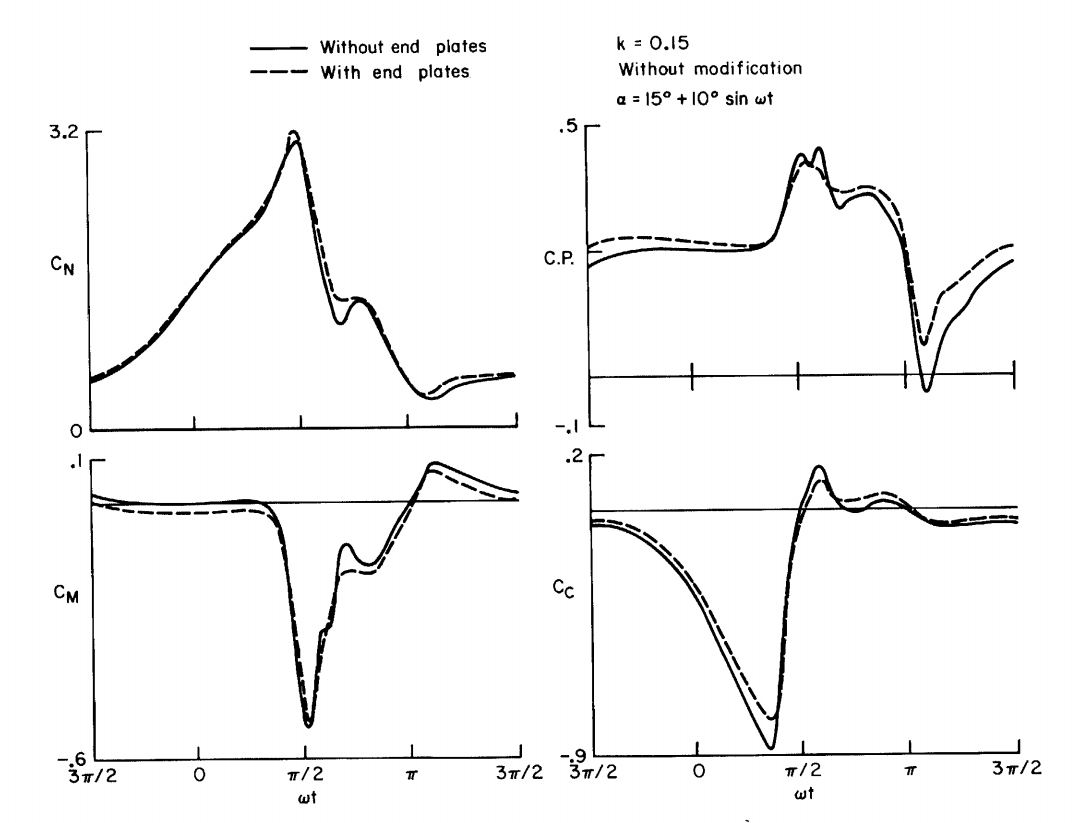 Without end plates
With end plates
k = 0.15
Without modification
α = 15° + 10° sin ωt
3.2
C_N
0
.5
C.P.
-.1
.1
C_M
-.6
3π/2 0 π/2 π 3π/2
ωt
.2
C_C
-.9
3π/2 0 π/2 π 3π/2
ωt